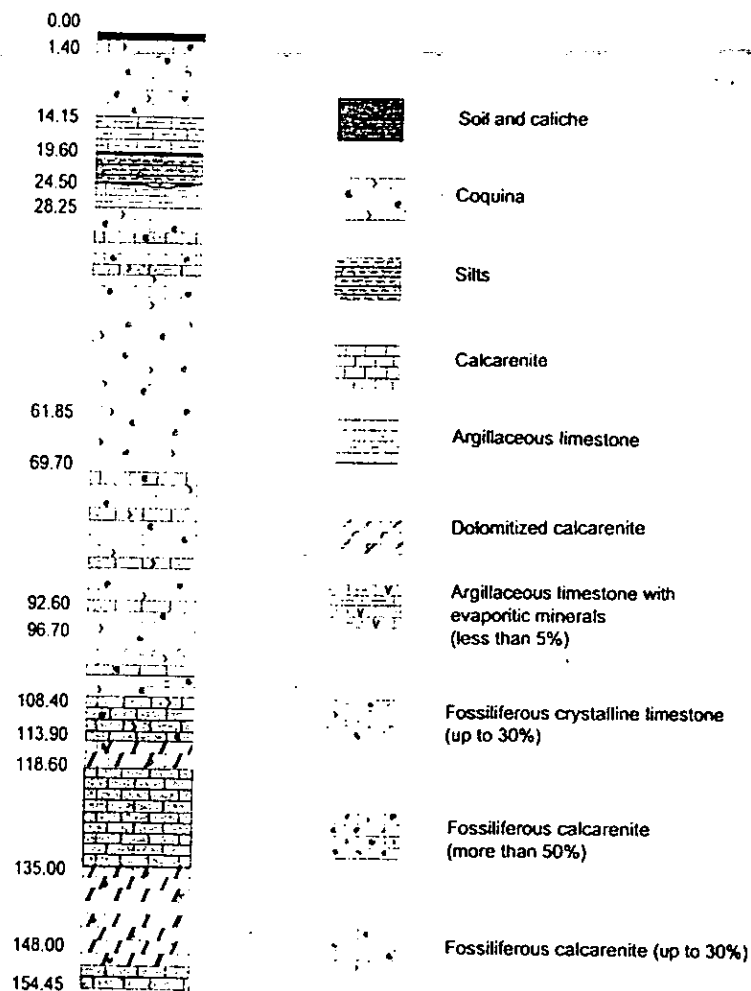 0.00
1.40
14.15
19.60
24.50
28.25
61.85
69.70
92.60
96.70
108.40
113.90
118.60
135.00
148.00
154.45
Soil and caliche
Coquina
Silts
Calcarenite
Argillaceous limestone
Dolomitized calcarenite
Argillaceous limestone with
evaporitic minerals
(less than 5%)
Fossiliferous crystalline limestone
(up to 30%)
Fossiliferous calcarenite
(more than 50%)
Fossiliferous calcarenite (up to 30%)